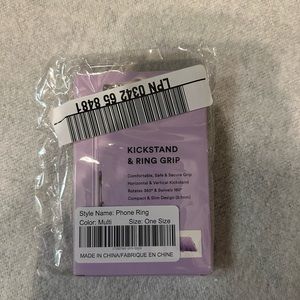 LPN 0342 65 8481
KICKSTAND
& RING GRIP
Comfortable, Safe & Secure Grip
Horizontal & Vertical Kickstand
Rotates 360° & Swivels 180°
Compact & Slim Design
Style Name: Phone Ring
Color: Multi Size: One Size
MADE IN CHINA/FABRIQUE EN CHINE